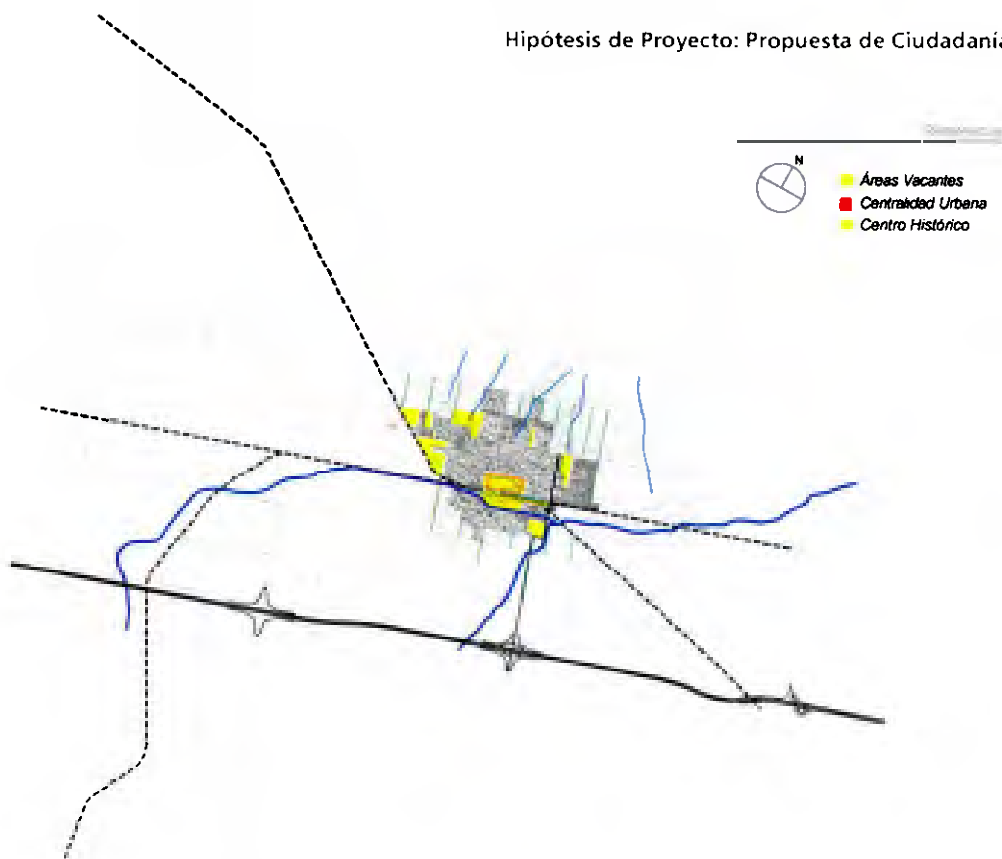 Hipótesis de Proyecto: Propuesta de Ciudadanía
N
Áreas Vacantes
Centralidad Urbana
Centro Histórico